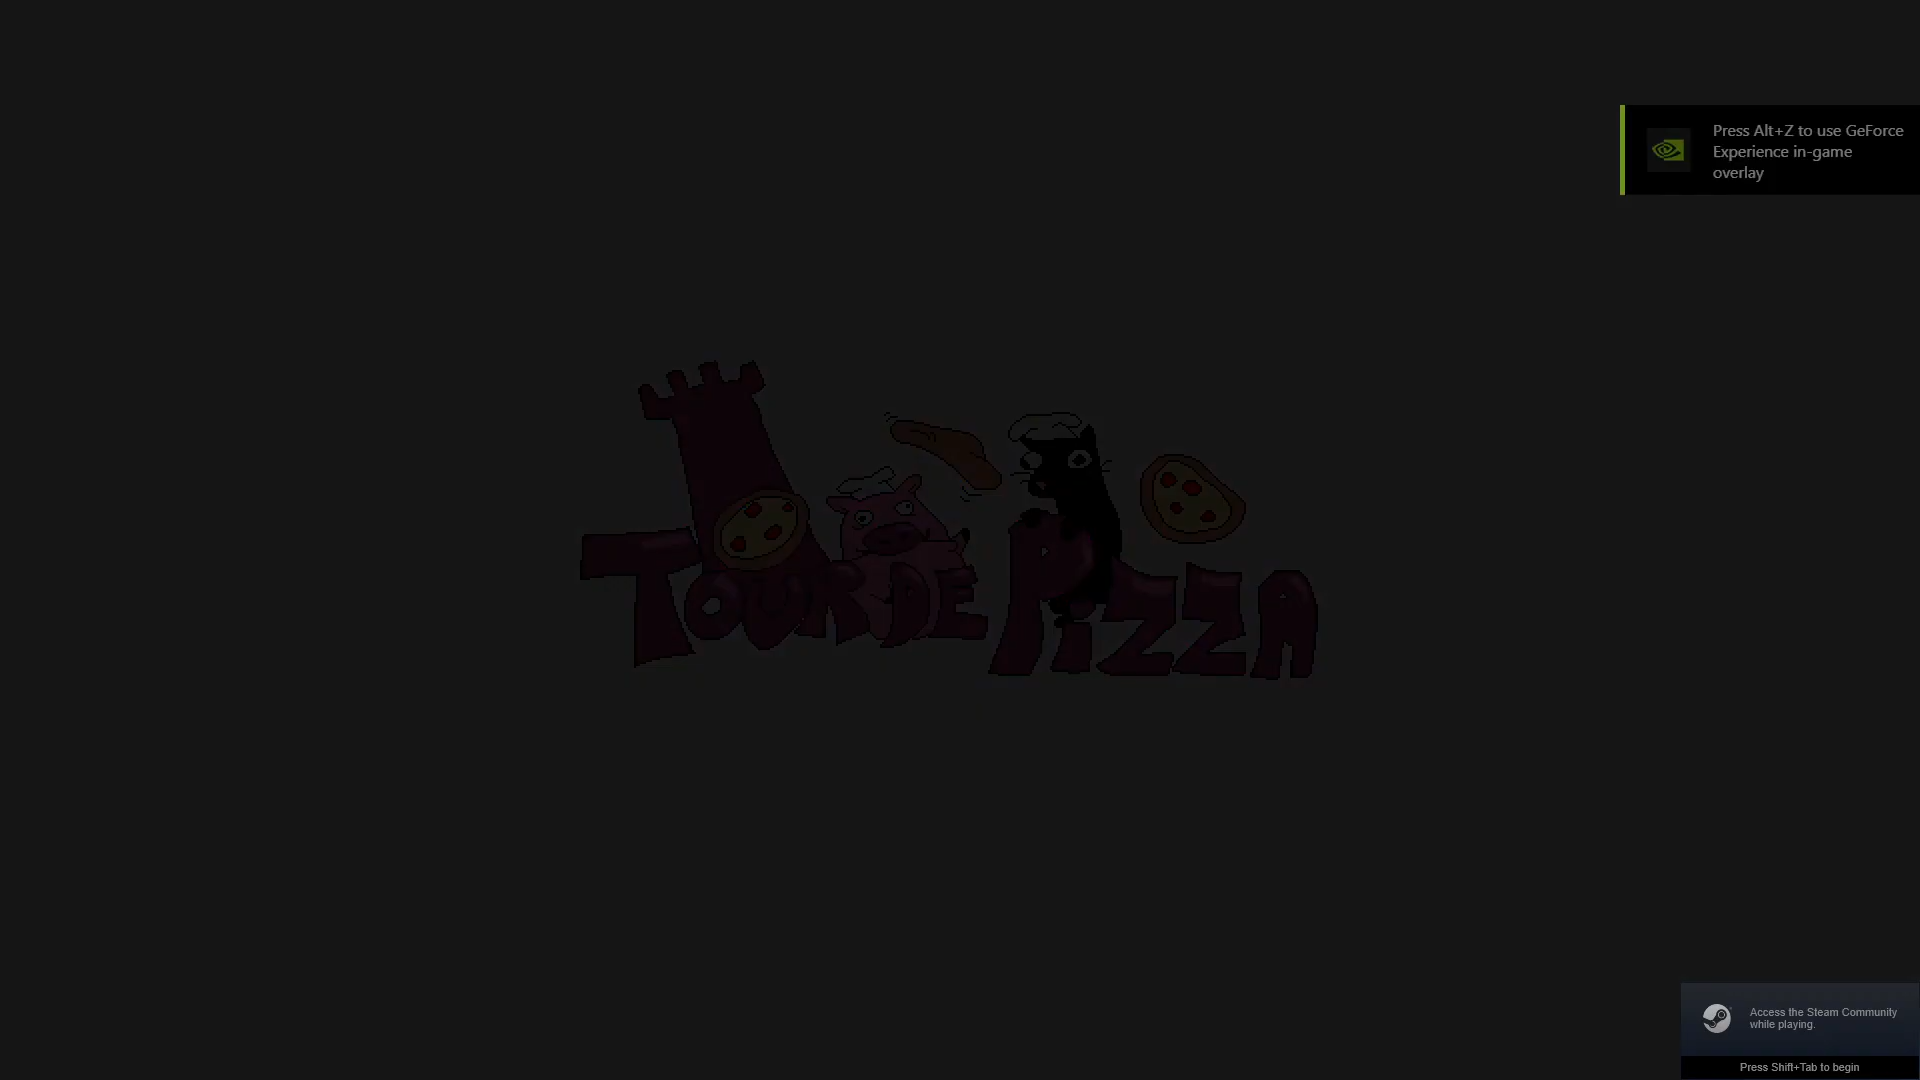 Press Alt+Z to use GeForce
Experience in-game
overlay
TOUR DE PIZZA
Access the Steam Community
while playing.
Press Shift+Tab to begin